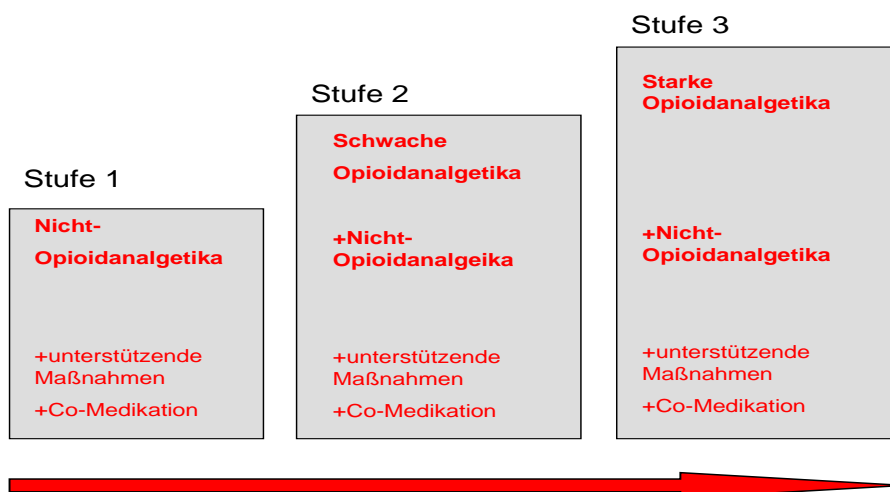 Stufe 1
Nicht-
Opioidanalgetika
+unterstützende
Maßnahmen
+Co-Medikation
Stufe 2
Schwache
Opioidanalgetika
+Nicht-
Opioidanalgeika
+unterstützende
Maßnahmen
+Co-Medikation
Stufe 3
Starke
Opioidanalgetika
+Nicht-
Opioidanalgetika
+unterstützende
Maßnahmen
+Co-Medikation